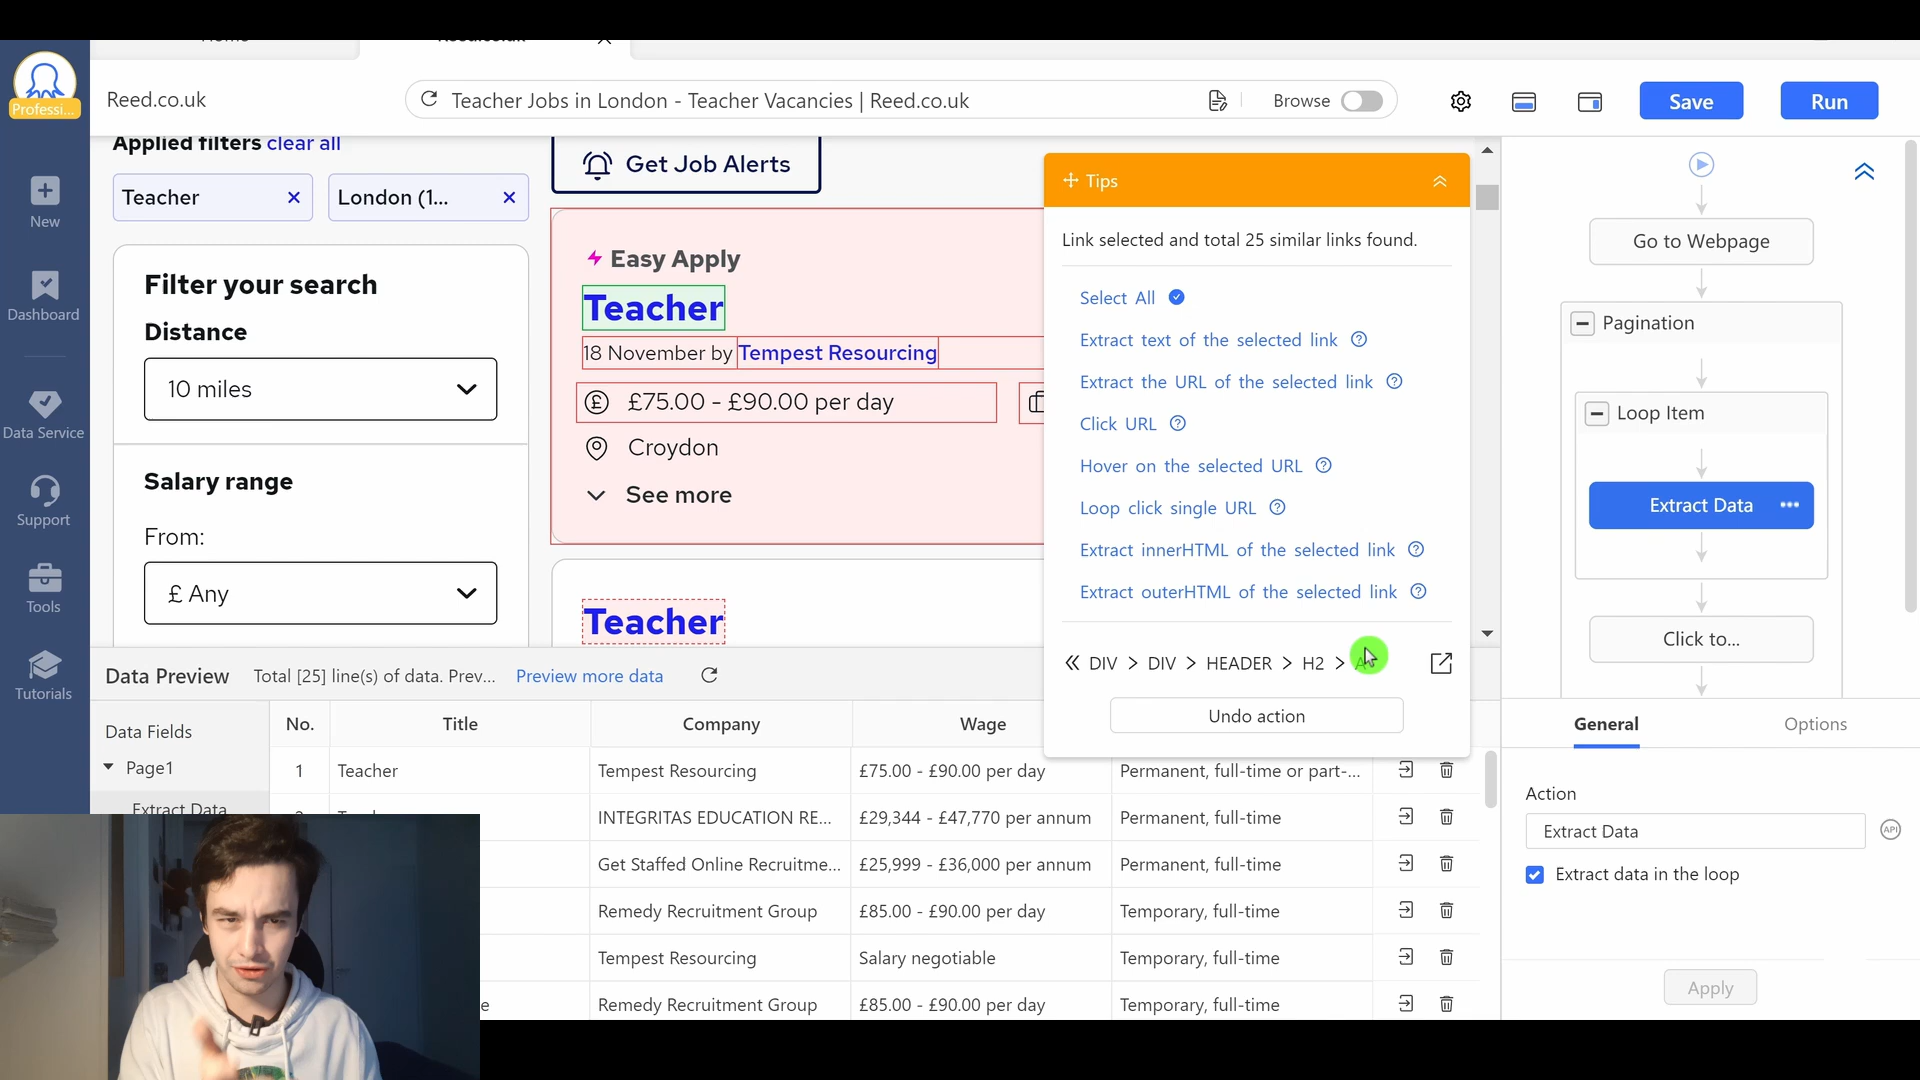 Professi...
New
Dashboard
Data Service
Support
Tools
Tutorials
Reed.co.uk
Teacher Jobs in London - Teacher Vacancies | Reed.co.uk
Browse
Save
Run
Applied filters clear all
Teacher
London (1...
Filter your search
Distance
10 miles
Salary range
From:
£ Any
Get Job Alerts
Easy Apply
Teacher
18 November by Tempest Resourcing
£75.00 - £90.00 per day
Croydon
See more
Teacher
Tips
Link selected and total 25 similar links found.
Select All
Extract text of the selected link
Extract the URL of the selected link
Click URL
Hover on the selected URL
Loop click single URL
Extract innerHTML of the selected link
Extract outerHTML of the selected link
DIV > DIV > HEADER > H2 >
Undo action
Go to Webpage
Pagination
Loop Item
Extract Data
Click to...
General
Options
Action
Extract Data
API
Extract data in the loop
Apply
Data Preview
Total [25] line(s) of data. Prev...
Preview more data
Data Fields
Page1
Extract Data
No. Title Company Wage
1 Teacher Tempest Resourcing £75.00 - £90.00 per day Permanent, full-time or part-...
INTEGRITAS EDUCATION RE... £29,344 - £47,770 per annum Permanent, full-time
Get Staffed Online Recruitme... £25,999 - £36,000 per annum Permanent, full-time
Remedy Recruitment Group £85.00 - £90.00 per day Temporary, full-time
Tempest Resourcing Salary negotiable Temporary, full-time
Remedy Recruitment Group £85.00 - £90.00 per day Temporary, full-time